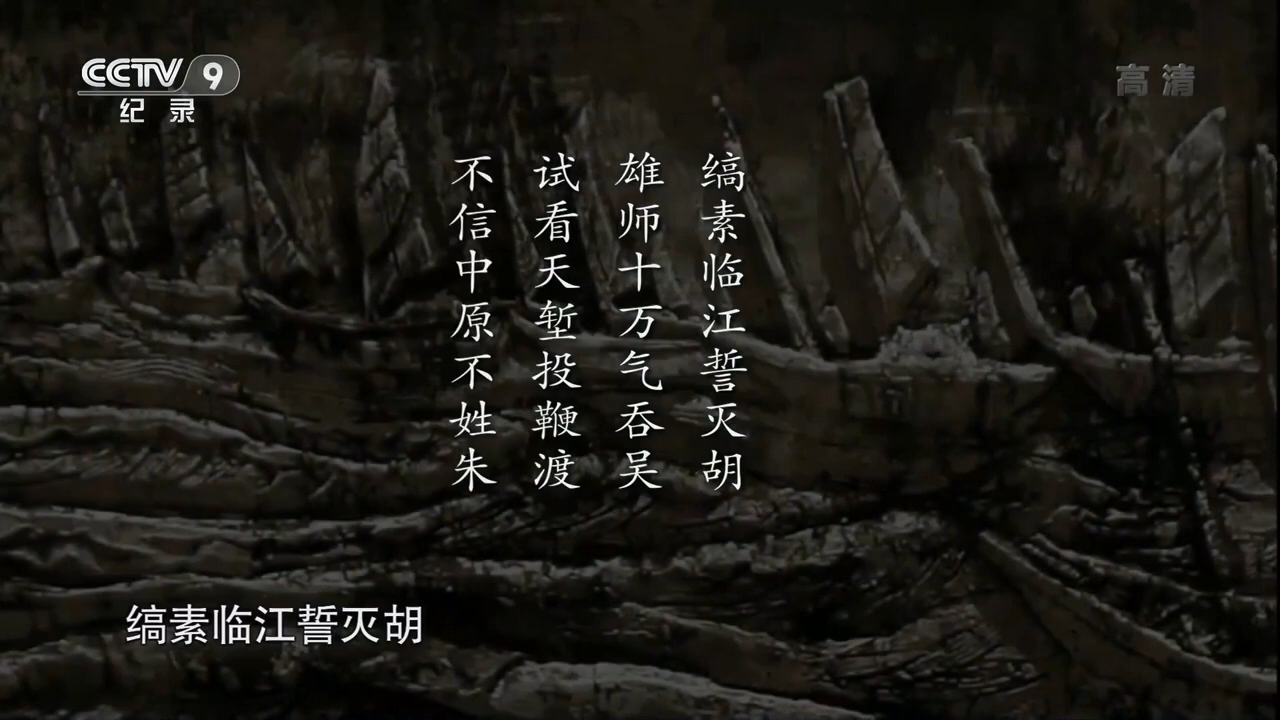 CCTV 9
纪录
高清
缟素临江誓灭胡
雄师十万气吞吴
试看天堑投鞭渡
不信中原不姓朱
缟素临江誓灭胡